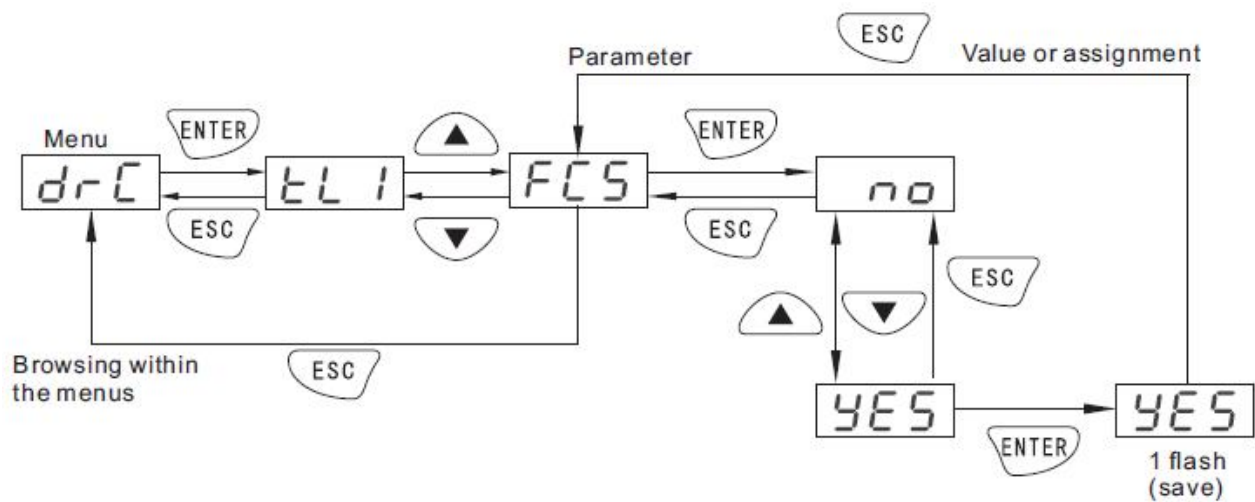 ESC
Parameter
Value or assignment
ENTER
ENTER
Menu
drC
tL1
FCS
no
ESC
ESC
ESC
Browsing within
the menus
ESC
YES
YES
ENTER
1 flash
(save)